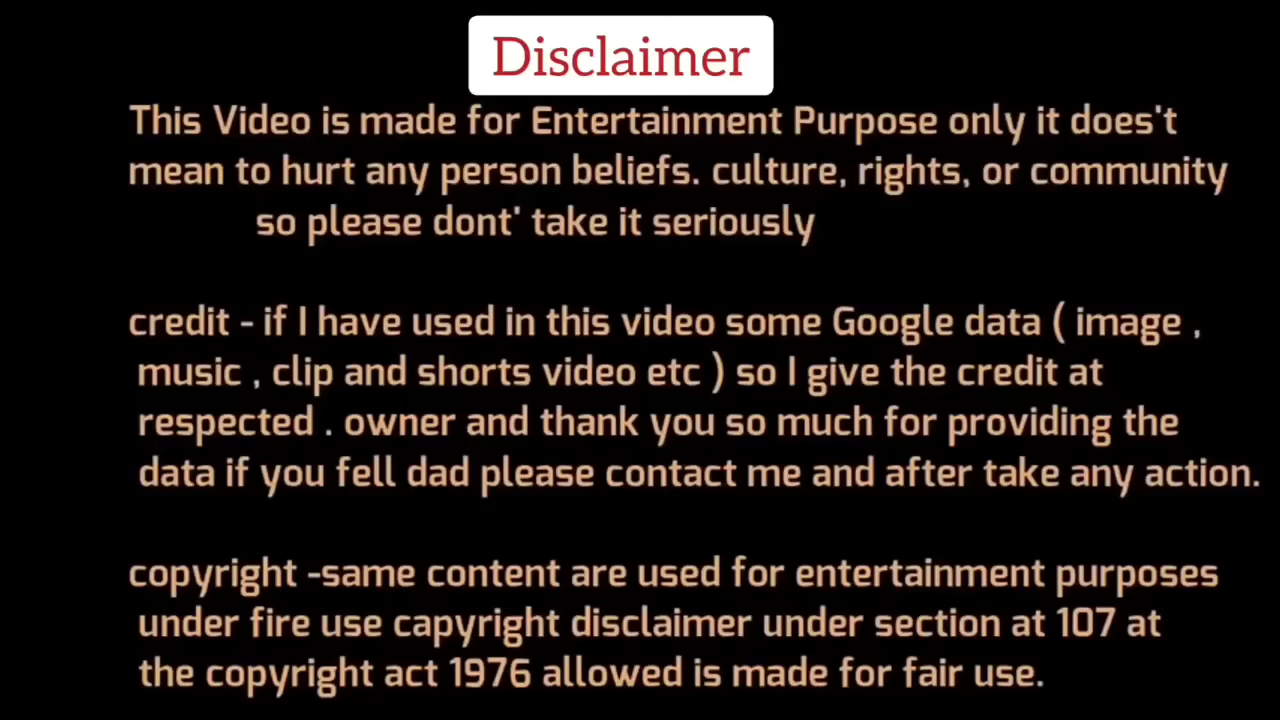 Disclaimer
This Video is made for Entertainment Purpose only it does't
mean to hurt any person beliefs. culture, rights, or community
so please dont' take it seriously
credit - if I have used in this video some Google data ( image ,
music , clip and shorts video etc ) so I give the credit at
respected . owner and thank you so much for providing the
data if you fell dad please contact me and after take any action.
copyright -same content are used for entertainment purposes
under fire use capyright disclaimer under section at 107 at
the copyright act 1976 allowed is made for fair use.